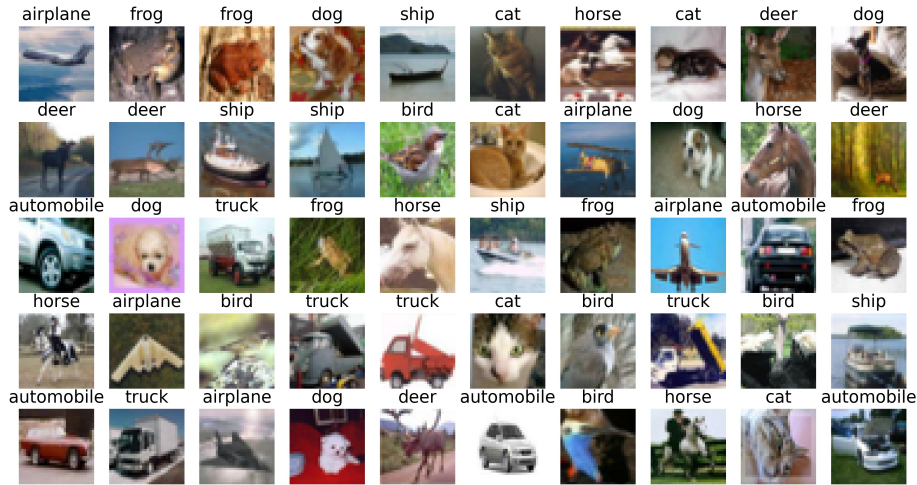 airplane frog frog dog ship cat horse cat deer dog
deer deer ship ship bird cat airplane dog horse deer
automobile dog truck frog horse ship frog airplane automobile frog
horse airplane bird truck truck cat bird truck bird ship
automobile truck airplane dog deer automobile bird horse cat automobile